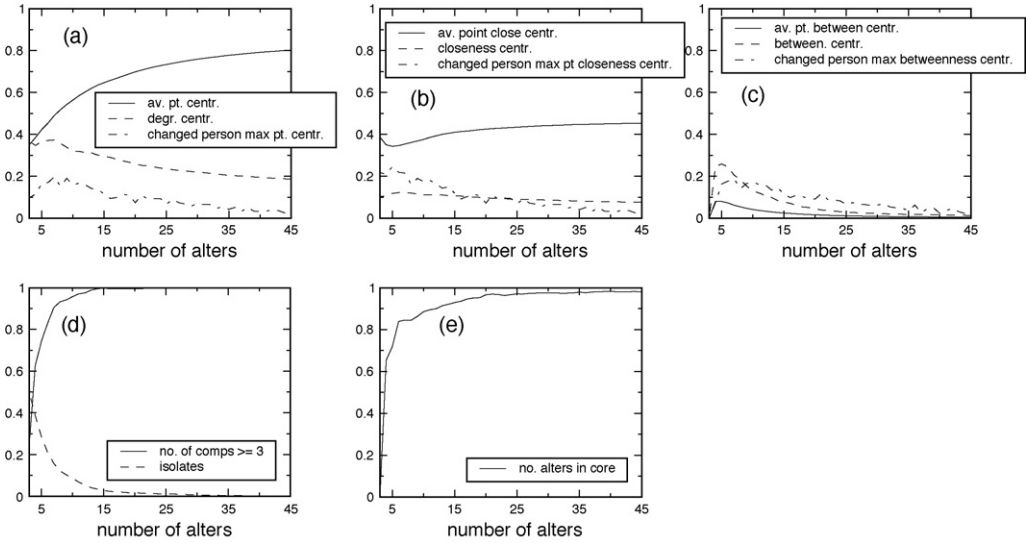 (a)
av. pt. centr.
degr. centr.
changed person max pt. centr.
1
0.8
0.6
0.4
0.2
0
5 15 25 35 45
number of alters
av. point close centr.
closeness centr.
changed person max pt closeness centr.
(b)
1
0.8
0.6
0.4
0.2
0
5 15 25 35 45
number of alters
av. pt. between centr.
between. centr.
changed person max betweenness centr.
(c)
1
0.8
0.6
0.4
0.2
0
5 15 25 35 45
number of alters
(d)
1
0.8
0.6
0.4
0.2
0
no. of comps >= 3
isolates
5 15 25 35 45
number of alters
(e)
1
0.8
0.6
0.4
0.2
0
no. alters in core
5 15 25 35 45
number of alters